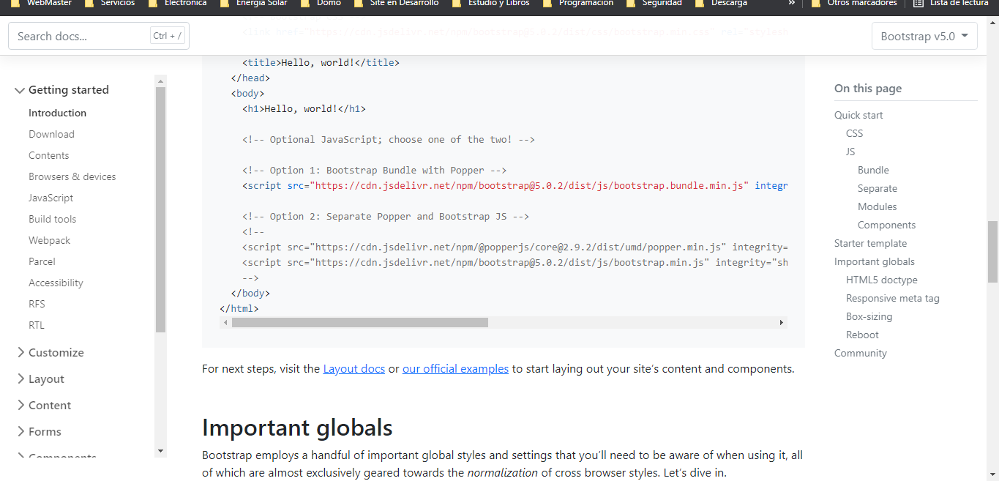 WebMaster Servicios Electronica Energia Solar Domo Site en Desarrollo Estudio y Libros Programacion Seguridad Descarga » Otros marcadores Lista de lectura
Search docs... Ctrl + /
Bootstrap v5.0
Getting started
Introduction
Download
Contents
Browsers & devices
JavaScript
Build tools
Webpack
Parcel
Accessibility
RFS
RTL
Customize
Layout
Content
Forms
Components
<link href="https://cdn.jsdelivr.net/npm/bootstrap@5.0.2/dist/css/bootstrap.min.css" rel="stylesh
<title>Hello, world!</title>
</head>
<body>
<h1>Hello, world!</h1>
<!-- Optional JavaScript; choose one of the two! -->
<!-- Option 1: Bootstrap Bundle with Popper -->
<script src="https://cdn.jsdelivr.net/npm/bootstrap@5.0.2/dist/js/bootstrap.bundle.min.js" integr
<!-- Option 2: Separate Popper and Bootstrap JS -->
<!--
<script src="https://cdn.jsdelivr.net/npm/@popperjs/core@2.9.2/dist/umd/popper.min.js" integrity=
<script src="https://cdn.jsdelivr.net/npm/bootstrap@5.0.2/dist/js/bootstrap.min.js" integrity="sh
-->
</body>
</html>
For next steps, visit the Layout docs or our official examples to start laying out your site’s content and components.
Important globals
Bootstrap employs a handful of important global styles and settings that you’ll need to be aware of when using it, all
of which are almost exclusively geared towards the normalization of cross browser styles. Let’s dive in.
On this page
Quick start
CSS
JS
Bundle
Separate
Modules
Components
Starter template
Important globals
HTML5 doctype
Responsive meta tag
Box-sizing
Reboot
Community